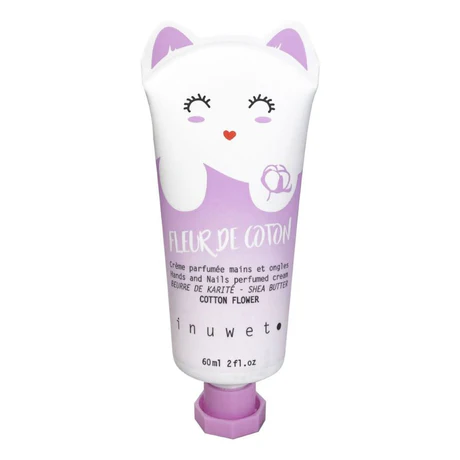 FLEUR DE COTON
Crème parfumée mains et ongles
Hands and Nails perfumed cream
BEURRE DE KARITÉ - SHEA BUTTER
COTTON FLOWER
inuwet
60ml 2fl.oz